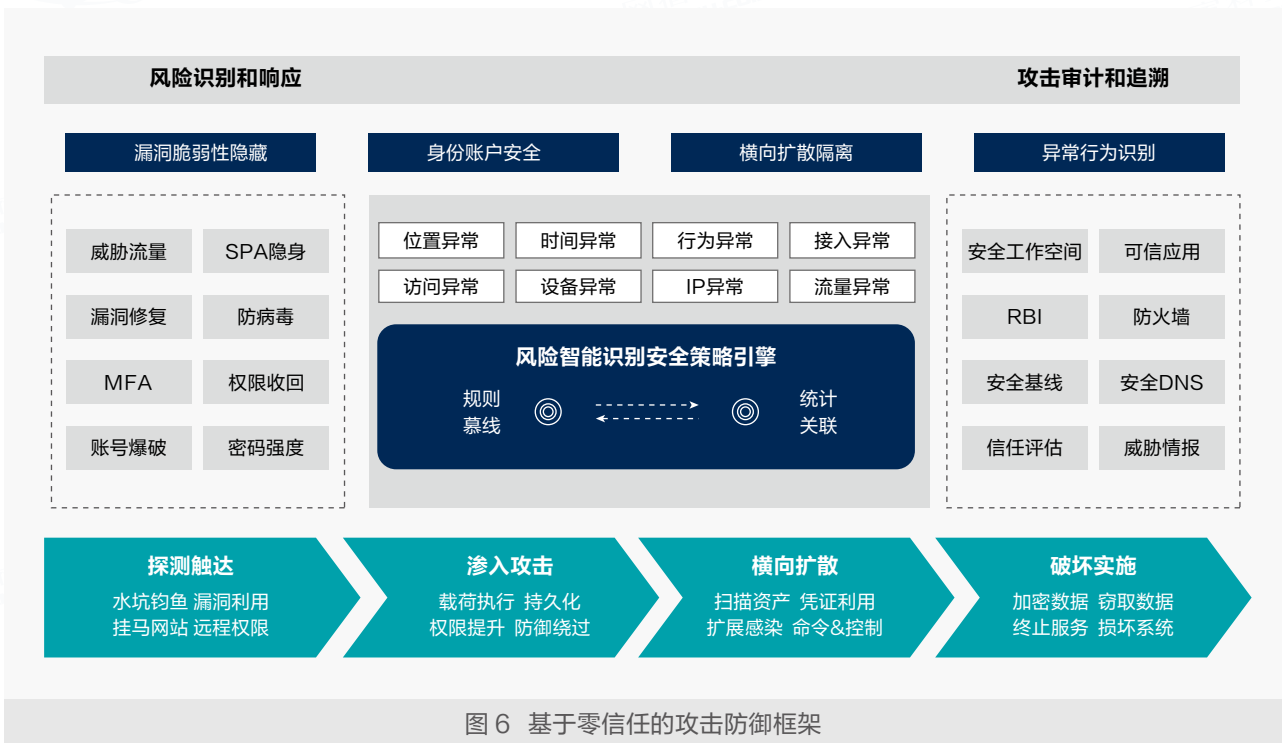 风险识别和响应 攻击审计和追溯
漏洞脆弱性隐藏 身份账户安全 横向扩散隔离 异常行为识别
威胁流量 SPA隐身
漏洞修复 防病毒
MFA 权限收回
账号爆破 密码强度
位置异常 时间异常 行为异常 接入异常
访问异常 设备异常 IP异常 流量异常
风险智能识别安全策略引擎
规则 统计
慕线 关联
安全工作空间 可信应用
RBI 防火墙
安全基线 安全DNS
信任评估 威胁情报
探测触达
水坑钓鱼 漏洞利用
挂马网站 远程权限
渗入攻击
载荷执行 持久化
权限提升 防御绕过
横向扩散
扫描资产 凭证利用
扩展感染 命令&控制
破坏实施
加密数据 窃取数据
终止服务 损坏系统
图 6 基于零信任的攻击防御框架